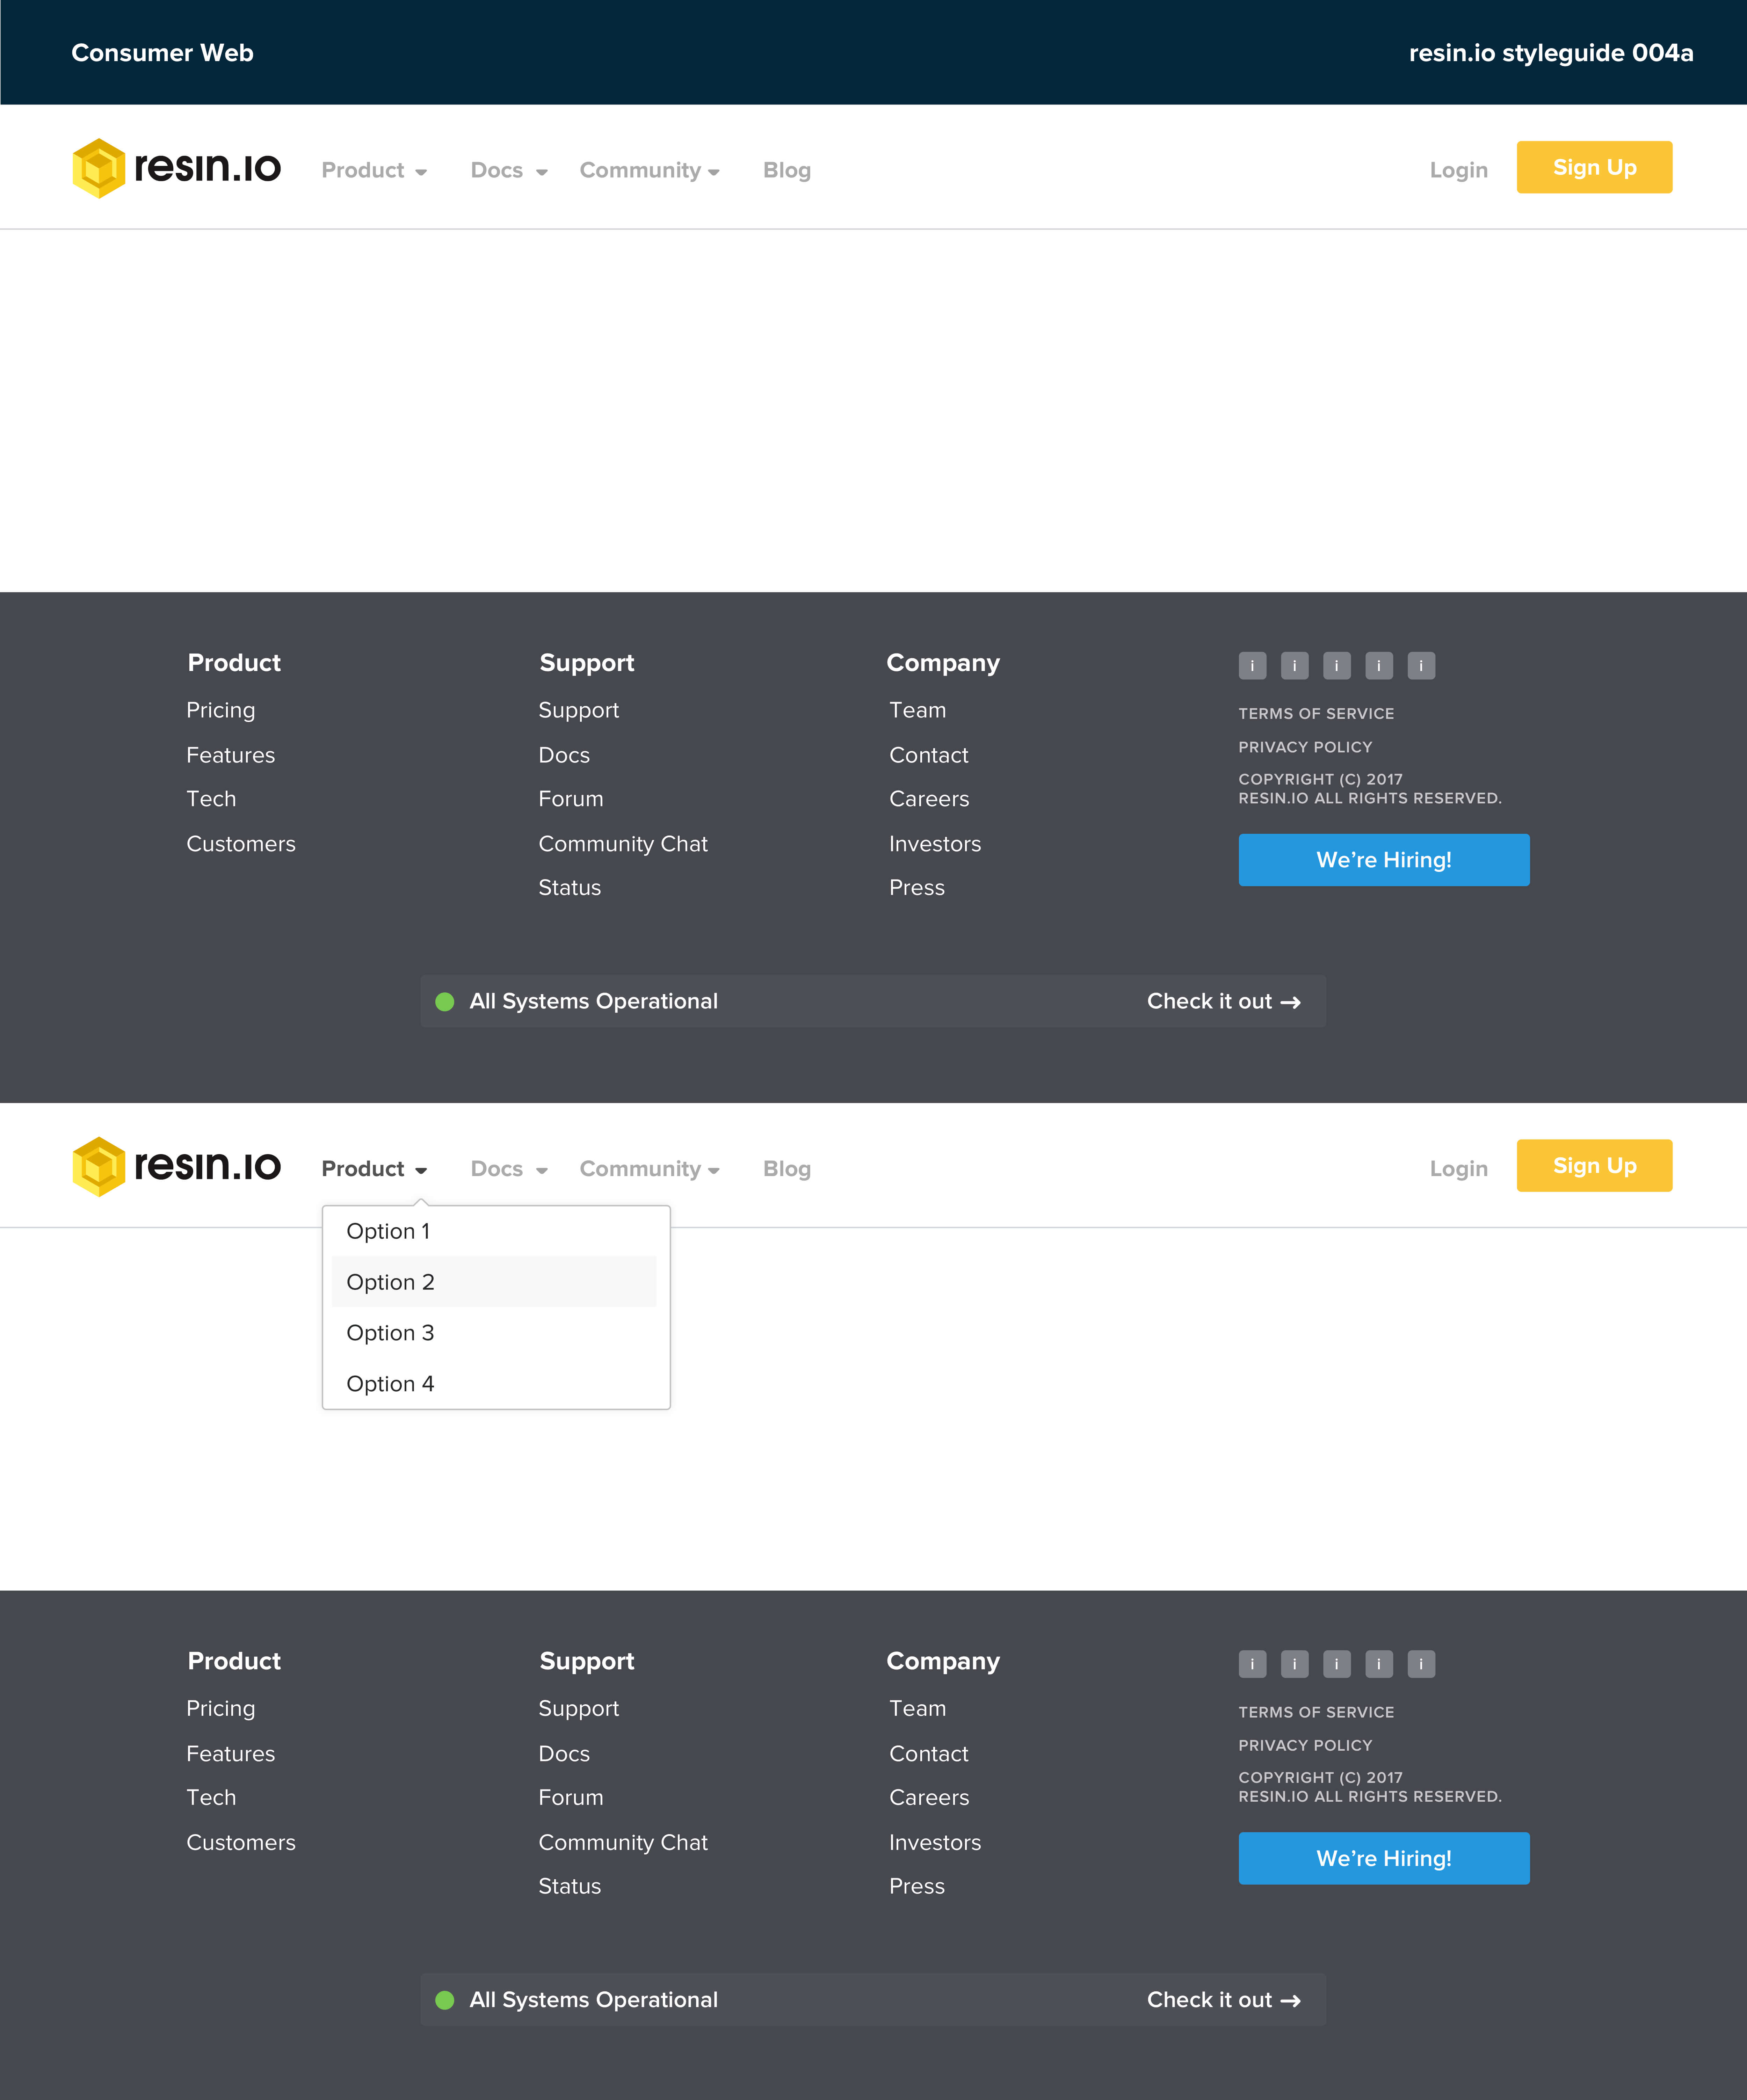 Consumer Web
resin.io styleguide 004a
resin.io
Product
Docs
Community
Blog
Login
Sign Up
Product
Pricing
Features
Tech
Customers
Support
Support
Docs
Forum
Community Chat
Status
Company
Team
Contact
Careers
Investors
Press
i i i i i
TERMS OF SERVICE
PRIVACY POLICY
COPYRIGHT (C) 2017
RESIN.IO ALL RIGHTS RESERVED.
We’re Hiring!
All Systems Operational
Check it out →
resin.io
Product
Docs
Community
Blog
Login
Sign Up
Option 1
Option 2
Option 3
Option 4
Product
Pricing
Features
Tech
Customers
Support
Support
Docs
Forum
Community Chat
Status
Company
Team
Contact
Careers
Investors
Press
i i i i i
TERMS OF SERVICE
PRIVACY POLICY
COPYRIGHT (C) 2017
RESIN.IO ALL RIGHTS RESERVED.
We’re Hiring!
All Systems Operational
Check it out →